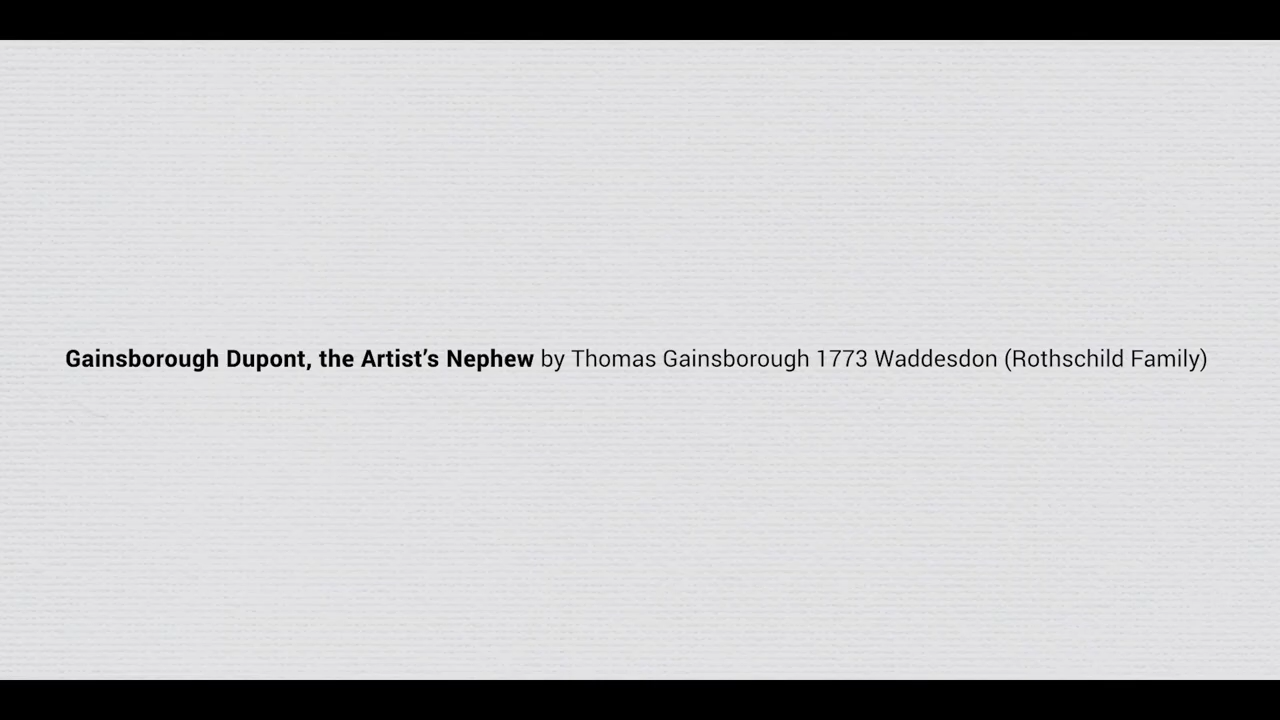 Gainsborough Dupont, the Artist’s Nephew by Thomas Gainsborough 1773 Waddesdon (Rothschild Family)